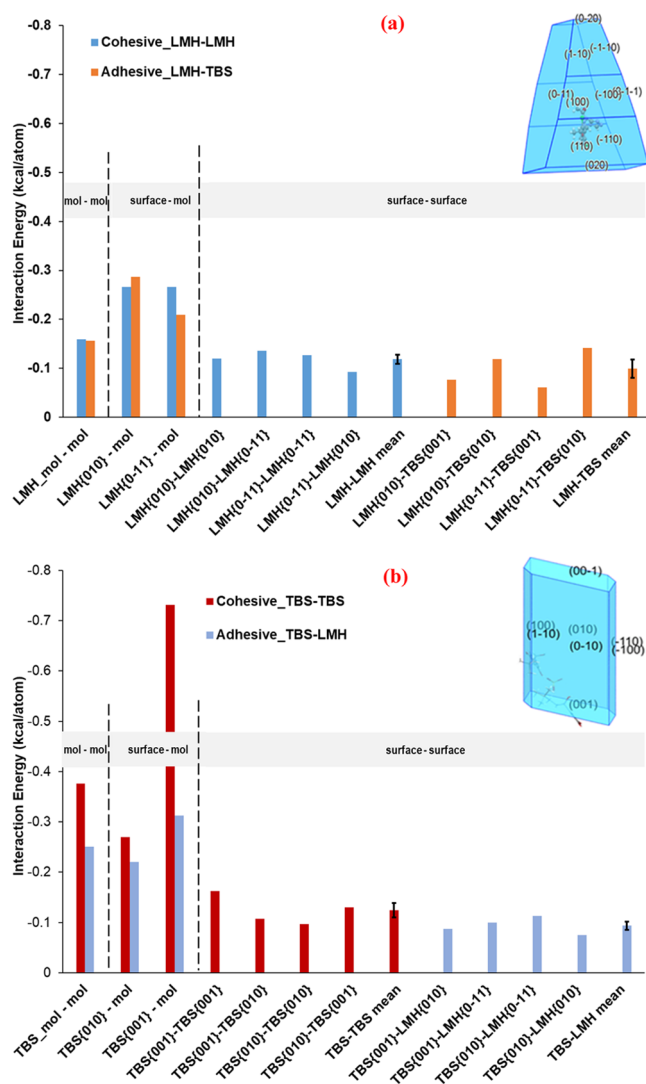 (a)
Cohesive_LMH-LMH
Adhesive_LMH-TBS
Interaction Energy (kcal/atom)
-0.8
-0.7
-0.6
-0.5
-0.4
-0.3
-0.2
-0.1
0
mol - mol
surface - mol
surface - surface
(0-20)
(1-10)
(-1-10)
(0-11)
(-100)
(0-1-1)
(100)
(110)
(-110)
(020)
LMH_mol - mol
LMH{010} - mol
LMH{0-11} - mol
LMH{010}-LMH{010}
LMH{010}-LMH{0-11}
LMH{0-11}-LMH{0-11}
LMH{0-11}-LMH{010}
LMH-LMH mean
LMH{010}-TBS{001}
LMH{010}-TBS{010}
LMH{0-11}-TBS{001}
LMH{0-11}-TBS{010}
LMH-TBS mean
(b)
Cohesive_TBS-TBS
Adhesive_TBS-LMH
Interaction Energy (kcal/atom)
-0.8
-0.7
-0.6
-0.5
-0.4
-0.3
-0.2
-0.1
0
mol - mol
surface - mol
surface - surface
(00-1)
(100)
(1-10)
(010)
(0-10)
(-110)
(-100)
(001)
TBS_mol - mol
TBS{010} - mol
TBS{001} - mol
TBS{001}-TBS{001}
TBS{001}-TBS{010}
TBS{010}-TBS{010}
TBS{010}-TBS{001}
TBS-TBS mean
TBS{001}-LMH{010}
TBS{001}-LMH{0-11}
TBS{010}-LMH{0-11}
TBS{010}-LMH{010}
TBS-LMH mean